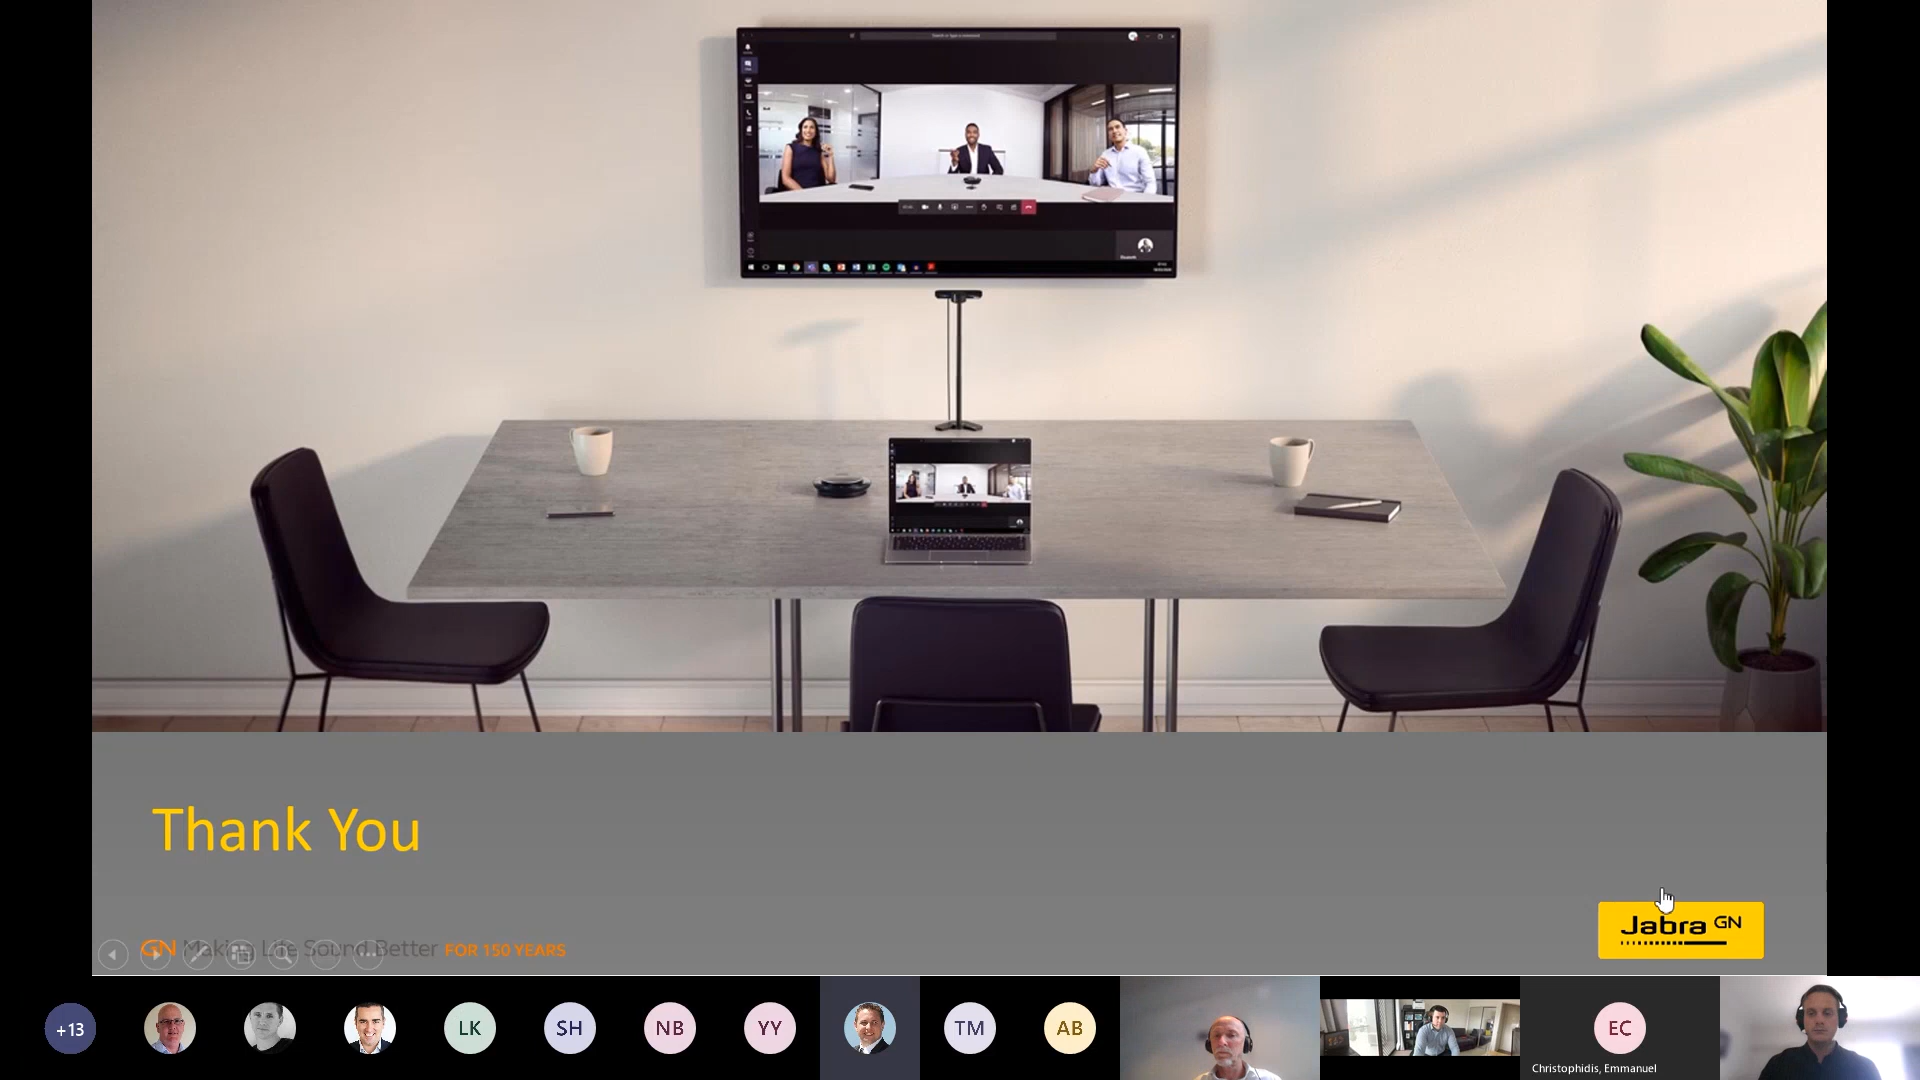 Thank You
GN Making Life Sound Better FOR 150 YEARS
Jabra GN
+13
LK
SH
NB
YY
TM
AB
EC
Christophidis, Emmanuel